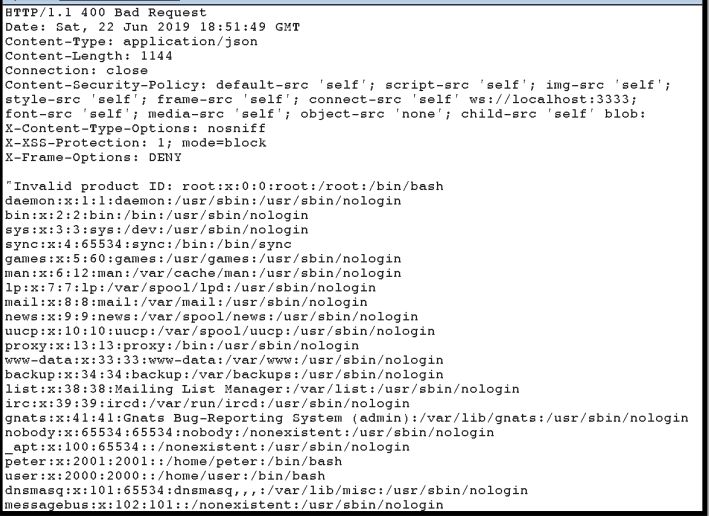 HTTP/1.1 400 Bad Request
Date: Sat, 22 Jun 2019 18:51:49 GMT
Content-Type: application/json
Content-Length: 1144
Connection: close
Content-Security-Policy: default-src 'self'; script-src 'self'; img-src 'self';
style-src 'self'; frame-src 'self'; connect-src 'self' ws://localhost:3333;
font-src 'self'; media-src 'self'; object-src 'none'; child-src 'self' blob:
X-Content-Type-Options: nosniff
X-XSS-Protection: 1; mode=block
X-Frame-Options: DENY

"Invalid product ID: root:x:0:0:root:/root:/bin/bash
daemon:x:1:1:daemon:/usr/sbin:/usr/sbin/nologin
bin:x:2:2:bin:/bin:/usr/sbin/nologin
sys:x:3:3:sys:/dev:/usr/sbin/nologin
sync:x:4:65534:sync:/bin:/bin/sync
games:x:5:60:games:/usr/games:/usr/sbin/nologin
man:x:6:12:man:/var/cache/man:/usr/sbin/nologin
lp:x:7:7:lp:/var/spool/lpd:/usr/sbin/nologin
mail:x:8:8:mail:/var/mail:/usr/sbin/nologin
news:x:9:9:news:/var/spool/news:/usr/sbin/nologin
uucp:x:10:10:uucp:/var/spool/uucp:/usr/sbin/nologin
proxy:x:13:13:proxy:/bin:/usr/sbin/nologin
www-data:x:33:33:www-data:/var/www:/usr/sbin/nologin
backup:x:34:34:backup:/var/backups:/usr/sbin/nologin
list:x:38:38:Mailing List Manager:/var/list:/usr/sbin/nologin
irc:x:39:39:ircd:/var/run/ircd:/usr/sbin/nologin
gnats:x:41:41:Gnats Bug-Reporting System (admin):/var/lib/gnats:/usr/sbin/nologin
nobody:x:65534:65534:nobody:/nonexistent:/usr/sbin/nologin
_apt:x:100:65534::/nonexistent:/usr/sbin/nologin
peter:x:2001:2001::/home/peter:/bin/bash
user:x:2000:2000::/home/user:/bin/bash
dnsmasq:x:101:65534:dnsmasq,,,:/var/lib/misc:/usr/sbin/nologin
messagebus:x:102:101::/nonexistent:/usr/sbin/nologin